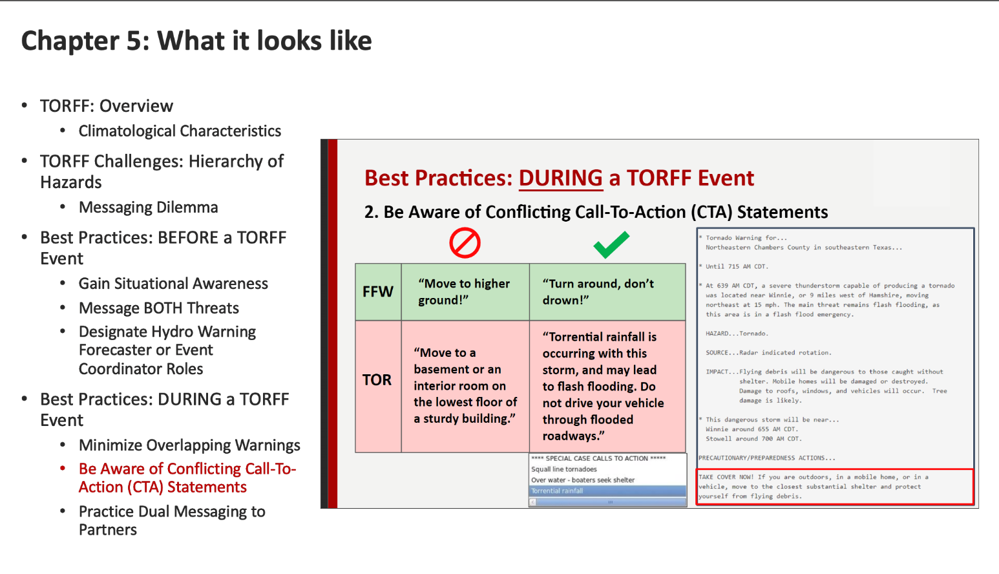 Chapter 5: What it looks like
• TORFF: Overview
• Climatological Characteristics
• TORFF Challenges: Hierarchy of
Hazards
• Messaging Dilemma
• Best Practices: BEFORE a TORFF
Event
• Gain Situational Awareness
• Message BOTH Threats
• Designate Hydro Warning
Forecaster or Event
Coordinator Roles
• Best Practices: DURING a TORFF
Event
• Minimize Overlapping Warnings
• Be Aware of Conflicting Call-To-
Action (CTA) Statements
• Practice Dual Messaging to
Partners
Best Practices: DURING a TORFF Event
2. Be Aware of Conflicting Call-To-Action (CTA) Statements
FFW
“Move to higher
ground!”
“Turn around, don’t
drown!”
TOR
“Move to a
basement or an
interior room on
the lowest floor of
a sturdy building.”
“Torrential rainfall is
occurring with this
storm, and may lead
to flash flooding. Do
not drive your vehicle
through flooded
roadways.”
**** SPECIAL CASE CALLS TO ACTION *****
Squall line tornadoes
Over water - boaters seek shelter
Torrential rainfall
* Tornado Warning for...
Northeastern Chambers County in southeastern Texas...
* Until 715 AM CDT.
* At 639 AM CDT, a severe thunderstorm capable of producing a tornado
was located near Winnie, or 9 miles west of Hamshire, moving
northeast at 15 mph. The main threat remains flash flooding, as
this area is in a flash flood emergency.
HAZARD...Tornado.
SOURCE...Radar indicated rotation.
IMPACT...Flying debris will be dangerous to those caught without
shelter. Mobile homes will be damaged or destroyed.
Damage to roofs, windows, and vehicles will occur. Tree
damage is likely.
* This dangerous storm will be near...
Winnie around 655 AM CDT.
Stowell around 700 AM CDT.
PRECAUTIONARY/PREPAREDNESS ACTIONS...
TAKE COVER NOW! If you are outdoors, in a mobile home, or in a
vehicle, move to the closest substantial shelter and protect
yourself from flying debris.